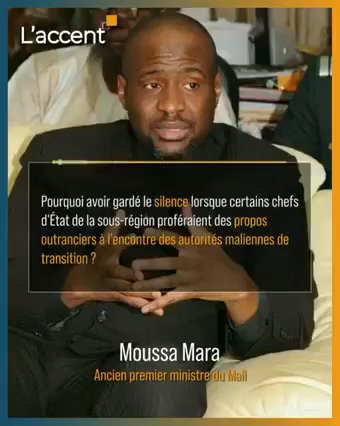 L'accent
Pourquoi avoir gardé le silence lorsque certains chefs
d'État de la sous-région proféraient des propos
outranciers à l'encontre des autorités maliennes de
transition ?
Moussa Mara
Ancien premier ministre du Mali